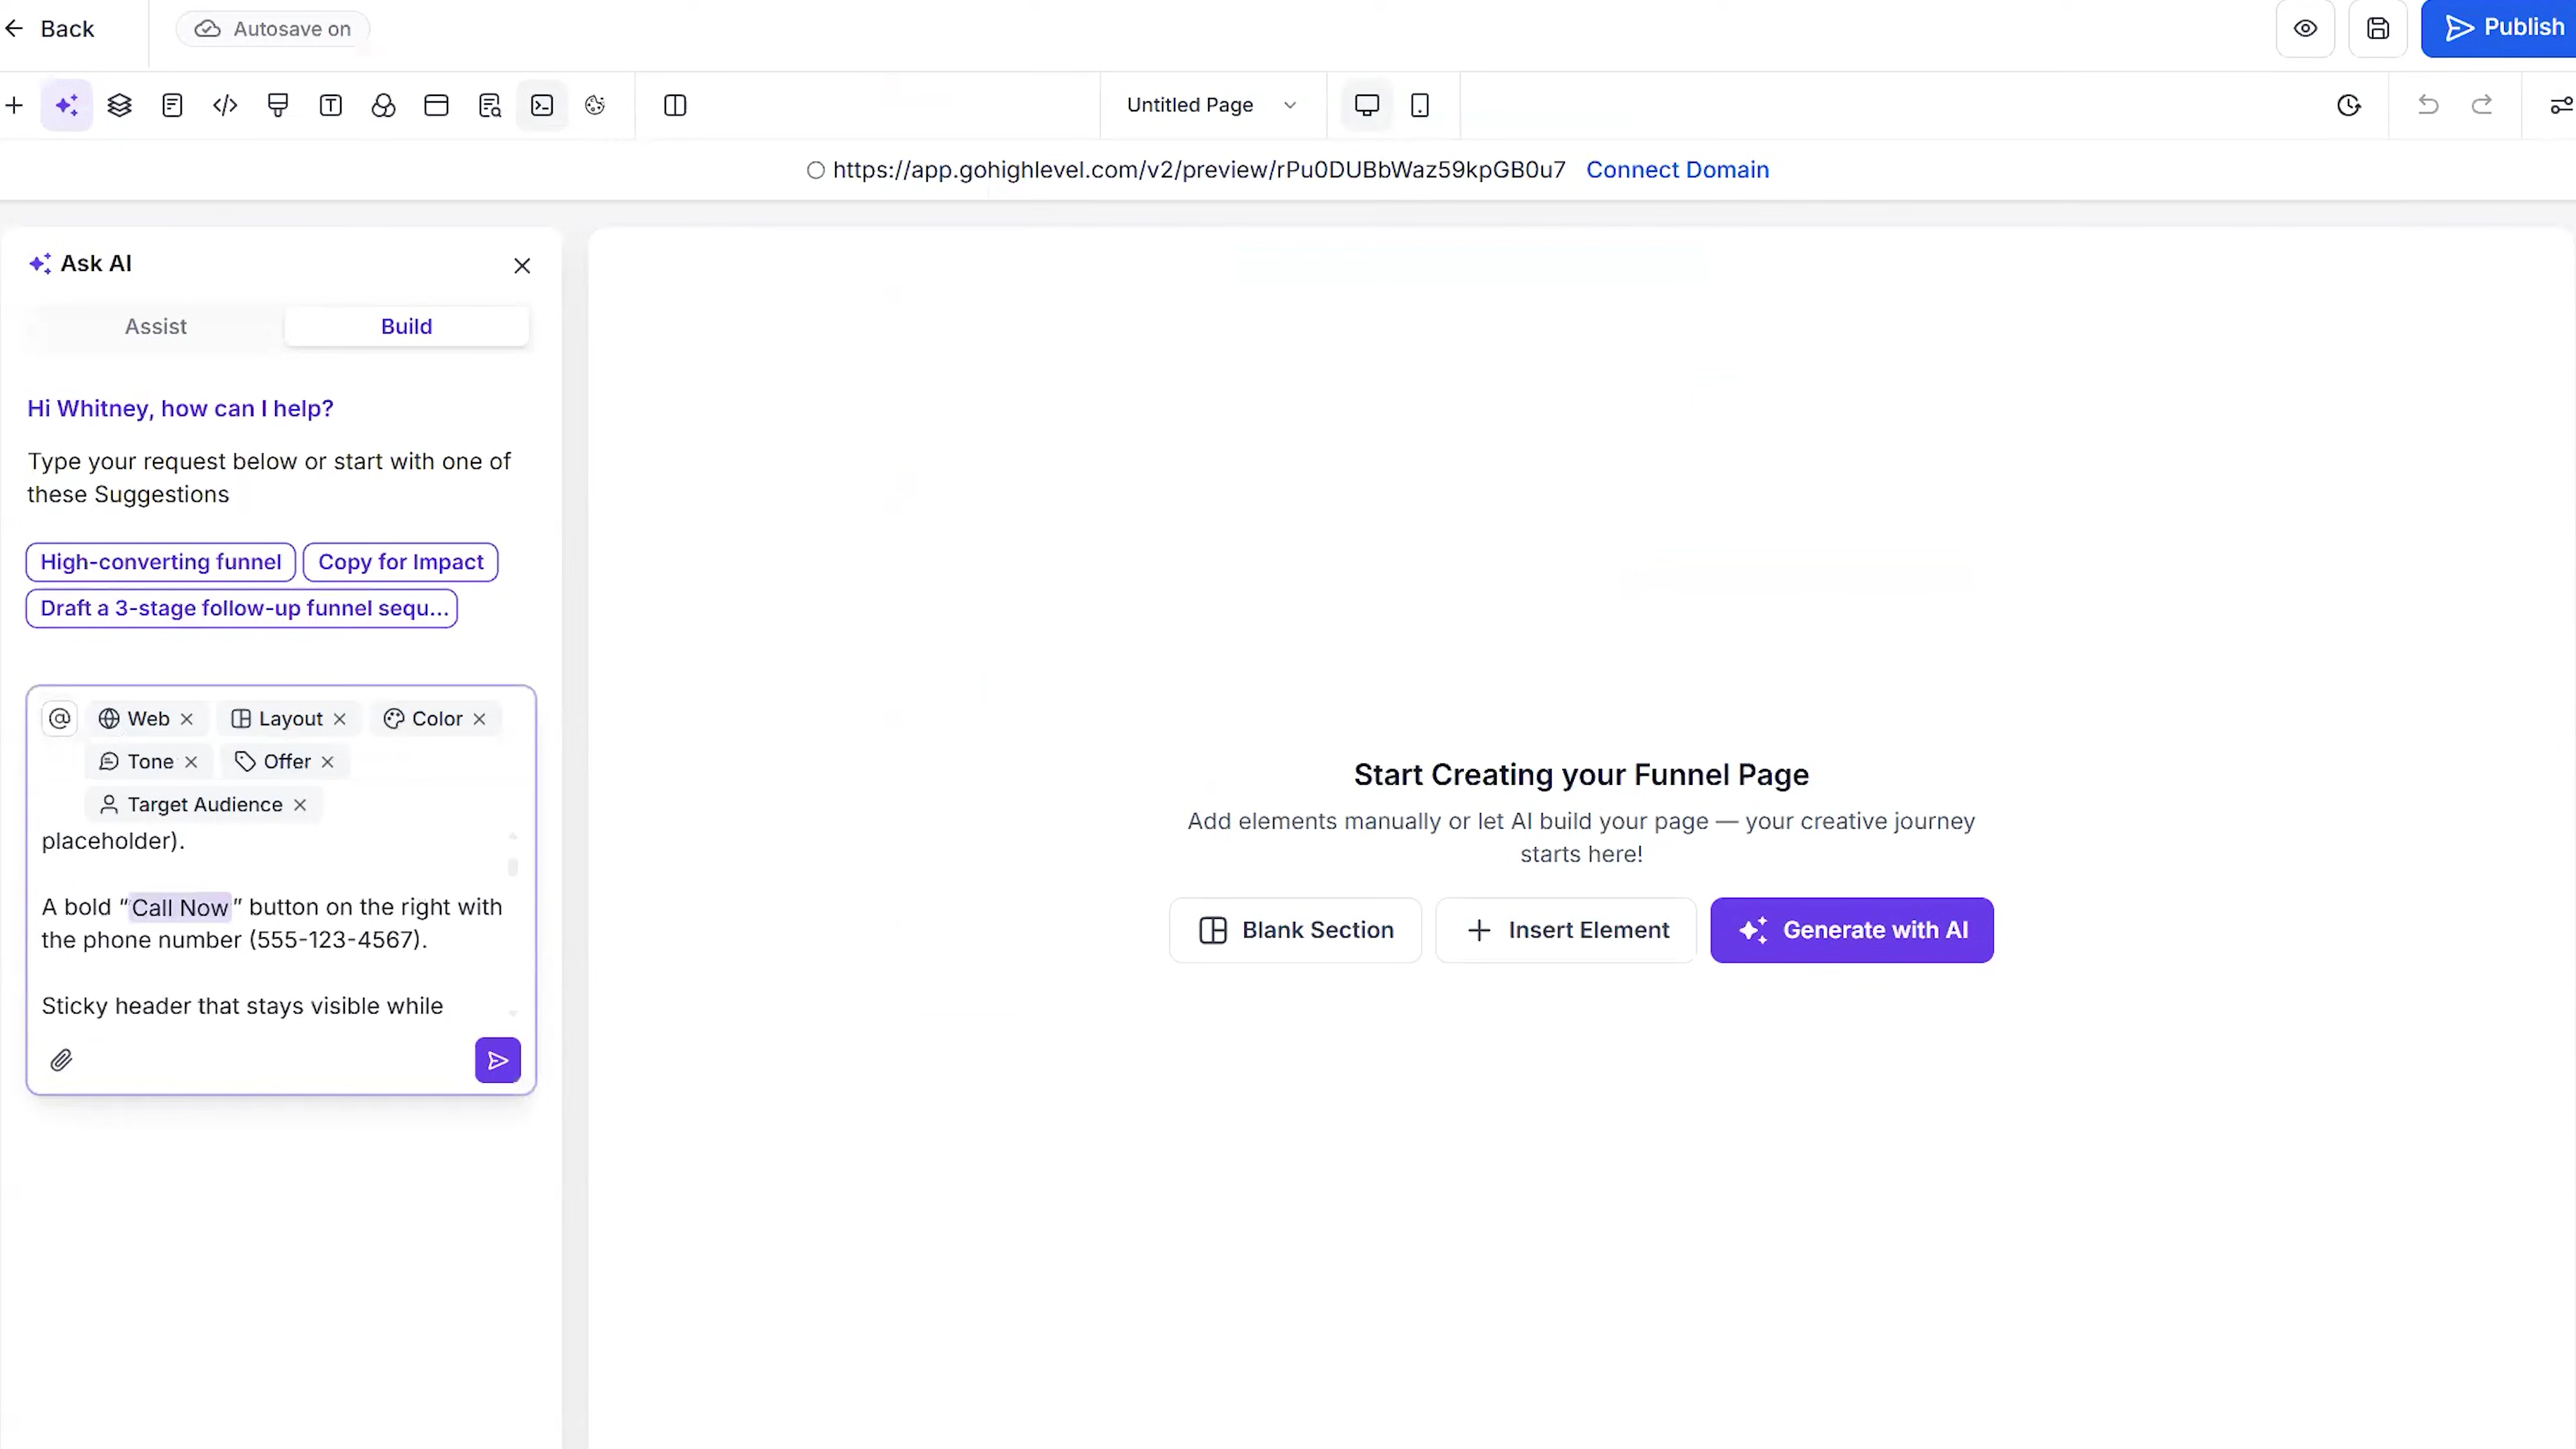 Back
Autosave on
Publish
Untitled Page
https://app.gohighlevel.com/v2/preview/rPu0DUBbWaz59kpGB0u7 Connect Domain
Ask AI
Assist
Build
Hi Whitney, how can I help?
Type your request below or start with one of
these Suggestions
High-converting funnel
Copy for Impact
Draft a 3-stage follow-up funnel sequ...
@ Web Layout Color
Tone Offer
Target Audience
placeholder).
A bold “Call Now” button on the right with
the phone number (555-123-4567).
Sticky header that stays visible while
Start Creating your Funnel Page
Add elements manually or let AI build your page — your creative journey
starts here!
Blank Section
Insert Element
Generate with AI